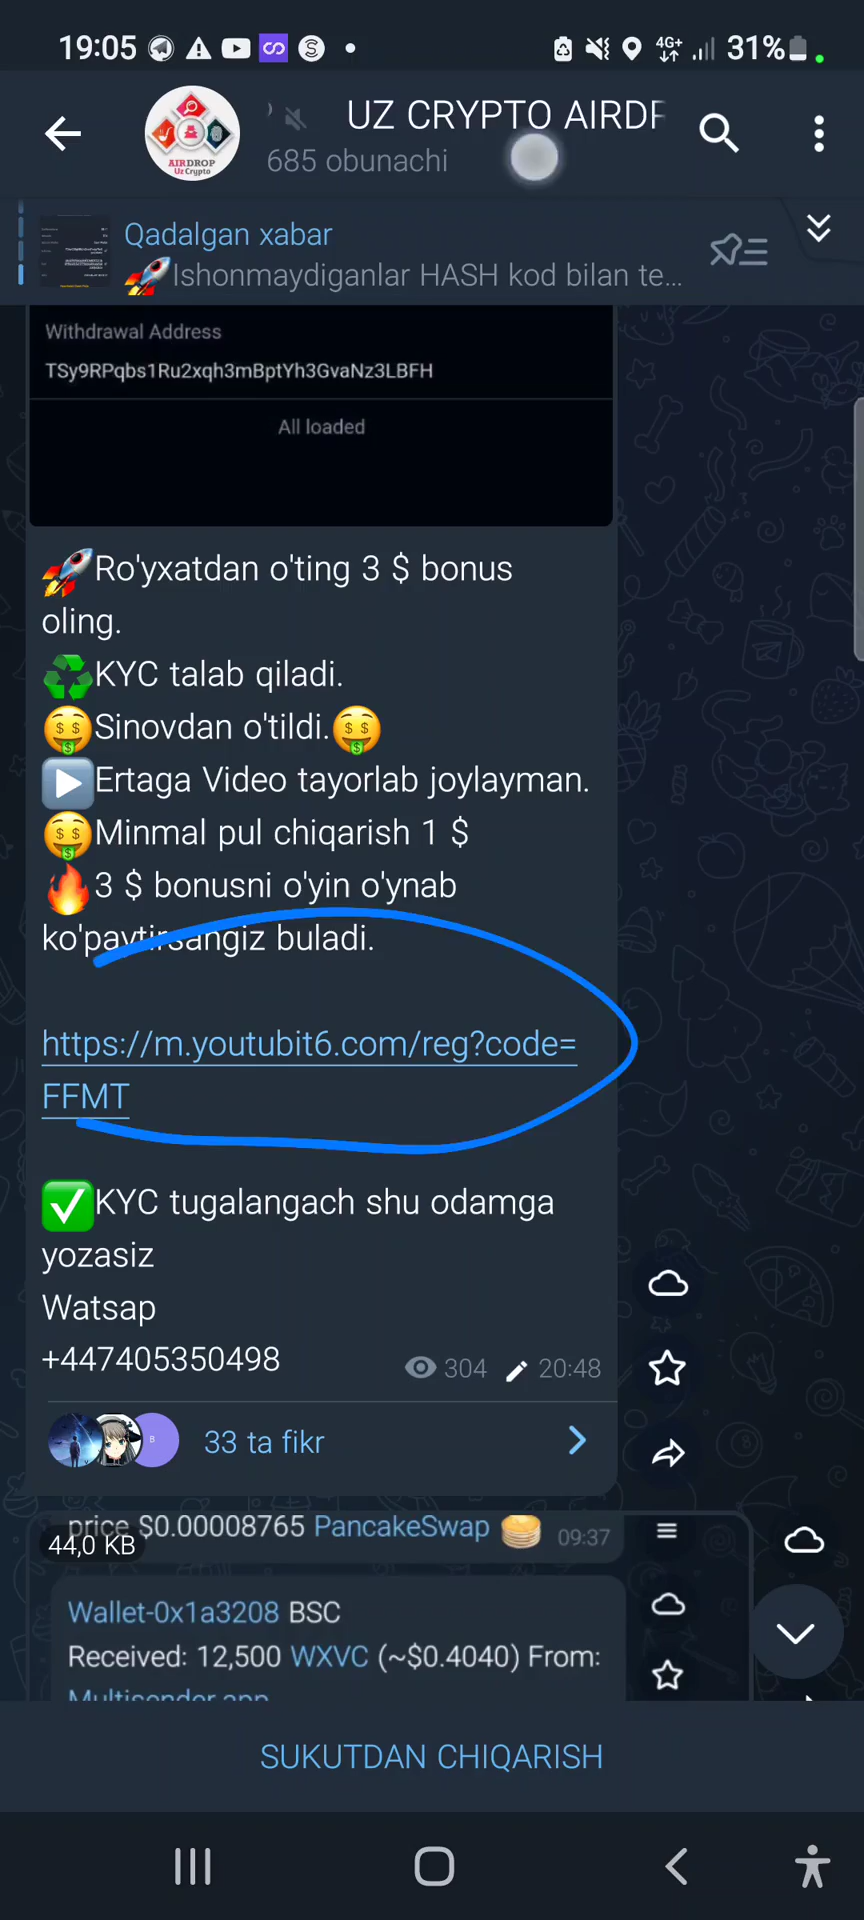 19:05
4G+
31%
AIRDROP
Uz Crypto
UZ CRYPTO AIRDR
685 obunachi
Qadalgan xabar
🚀Ishonmaydiganlar HASH kod bilan te...
Withdrawal Address
TSy9RPqbs1Ru2xqh3mBptYh3GvaNz3LBFH
All loaded
🚀Ro'yxatdan o'ting 3 $ bonus
oling.
♻️KYC talab qiladi.
🤑Sinovdan o'tildi.🤑
▶️Ertaga Video tayorlab joylayman.
🤑Minmal pul chiqarish 1 $
🔥3 $ bonusni o'yin o'ynab
ko'paytirsangiz buladi.
https://m.youtubit6.com/reg?code=
FFMT
✅KYC tugalangach shu odamga
yozasiz
Watsap
+447405350498
304 20:48
B
33 ta fikr
price $0.00008765 PancakeSwap 🥞 09:37
44,0 KB
Wallet-0x1a3208 BSC
Received: 12,500 WXVC (~$0.4040) From:
Multisender.app
SUKUTDAN CHIQARISH